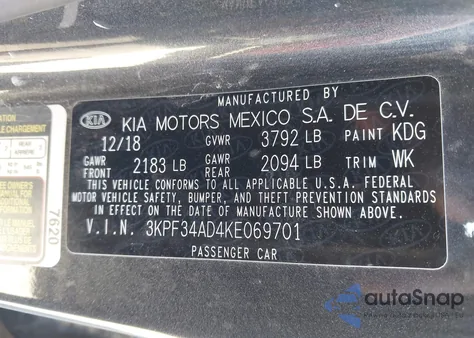 MANUFACTURED BY
KIA KIA MOTORS MEXICO S.A. DE C.V.
12/18 GVWR 3792 LB PAINT KDG
GAWR FRONT 2183 LB GAWR REAR 2094 LB TRIM WK
THIS VEHICLE CONFORMS TO ALL APPLICABLE U.S.A. FEDERAL
MOTOR VEHICLE SAFETY, BUMPER, AND THEFT PREVENTION STANDARDS
IN EFFECT ON THE DATE OF MANUFACTURE SHOWN ABOVE.
V.I.N. 3KPF34AD4KE069701
PASSENGER CAR
7620
autoSnap